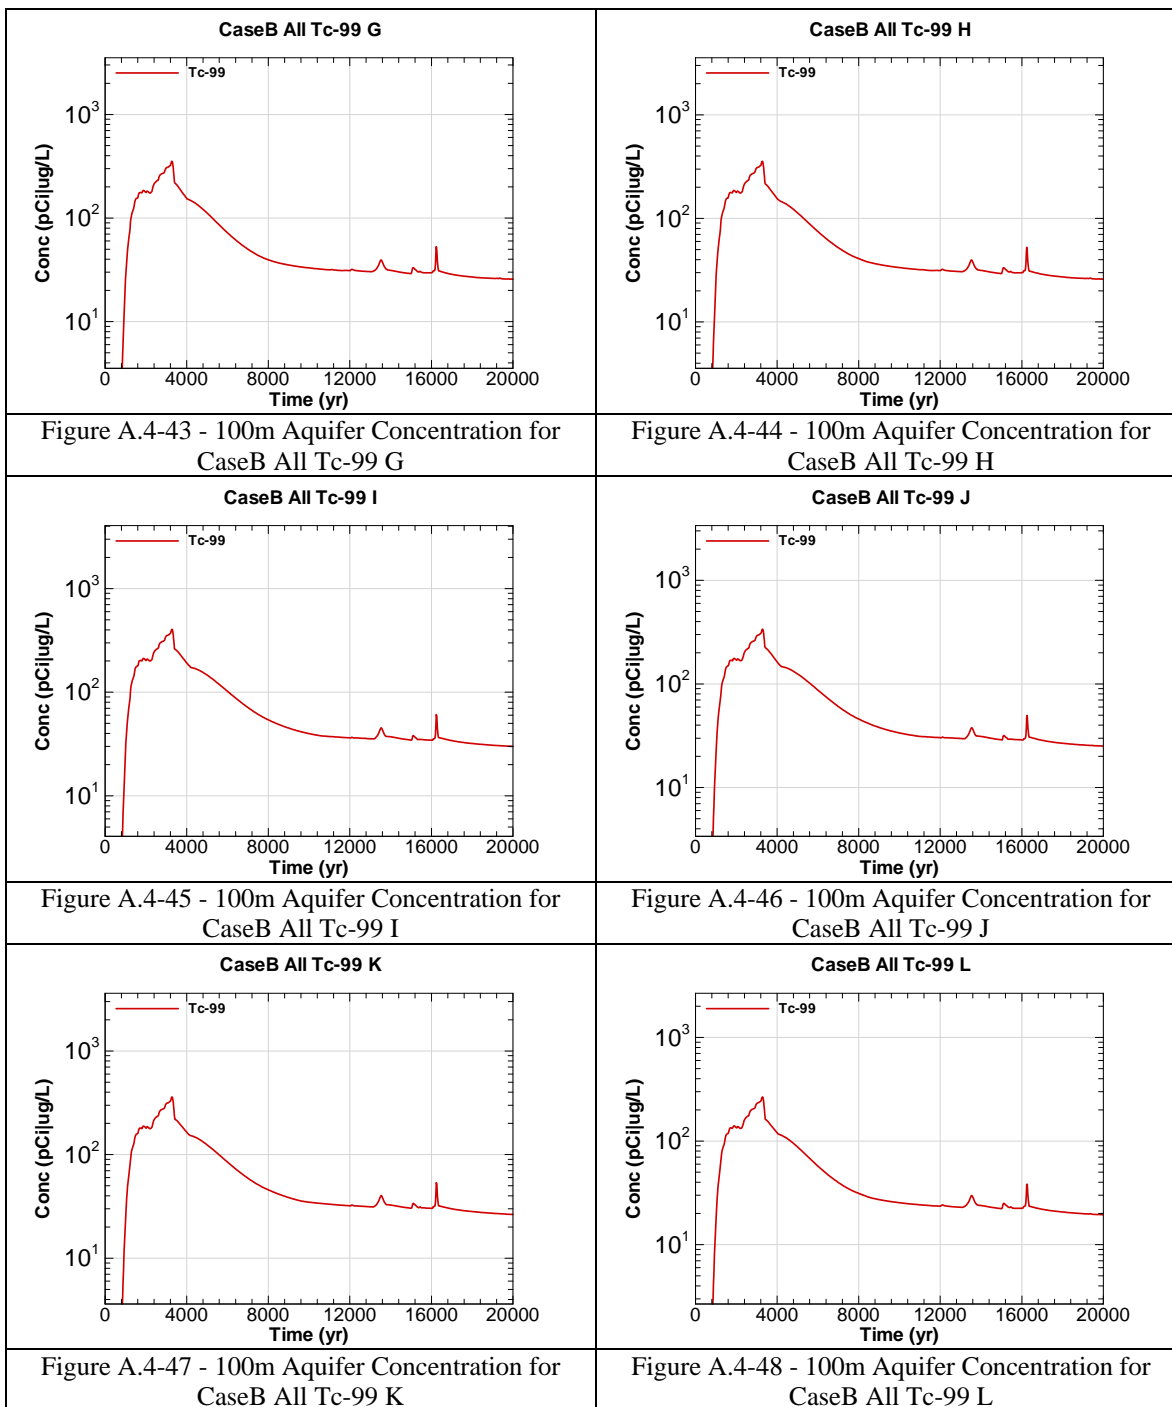 CaseB All Tc-99 G
Tc-99
10^3
10^2
10^1
Conc (pCi|ug/L)
0 4000 8000 12000 16000 20000
Time (yr)
Figure A.4-43 - 100m Aquifer Concentration for
CaseB All Tc-99 G
CaseB All Tc-99 H
Tc-99
10^3
10^2
10^1
Conc (pCi|ug/L)
0 4000 8000 12000 16000 20000
Time (yr)
Figure A.4-44 - 100m Aquifer Concentration for
CaseB All Tc-99 H
CaseB All Tc-99 I
Tc-99
10^3
10^2
10^1
Conc (pCi|ug/L)
0 4000 8000 12000 16000 20000
Time (yr)
Figure A.4-45 - 100m Aquifer Concentration for
CaseB All Tc-99 I
CaseB All Tc-99 J
Tc-99
10^3
10^2
10^1
Conc (pCi|ug/L)
0 4000 8000 12000 16000 20000
Time (yr)
Figure A.4-46 - 100m Aquifer Concentration for
CaseB All Tc-99 J
CaseB All Tc-99 K
Tc-99
10^3
10^2
10^1
Conc (pCi|ug/L)
0 4000 8000 12000 16000 20000
Time (yr)
Figure A.4-47 - 100m Aquifer Concentration for
CaseB All Tc-99 K
CaseB All Tc-99 L
Tc-99
10^3
10^2
10^1
Conc (pCi|ug/L)
0 4000 8000 12000 16000 20000
Time (yr)
Figure A.4-48 - 100m Aquifer Concentration for
CaseB All Tc-99 L